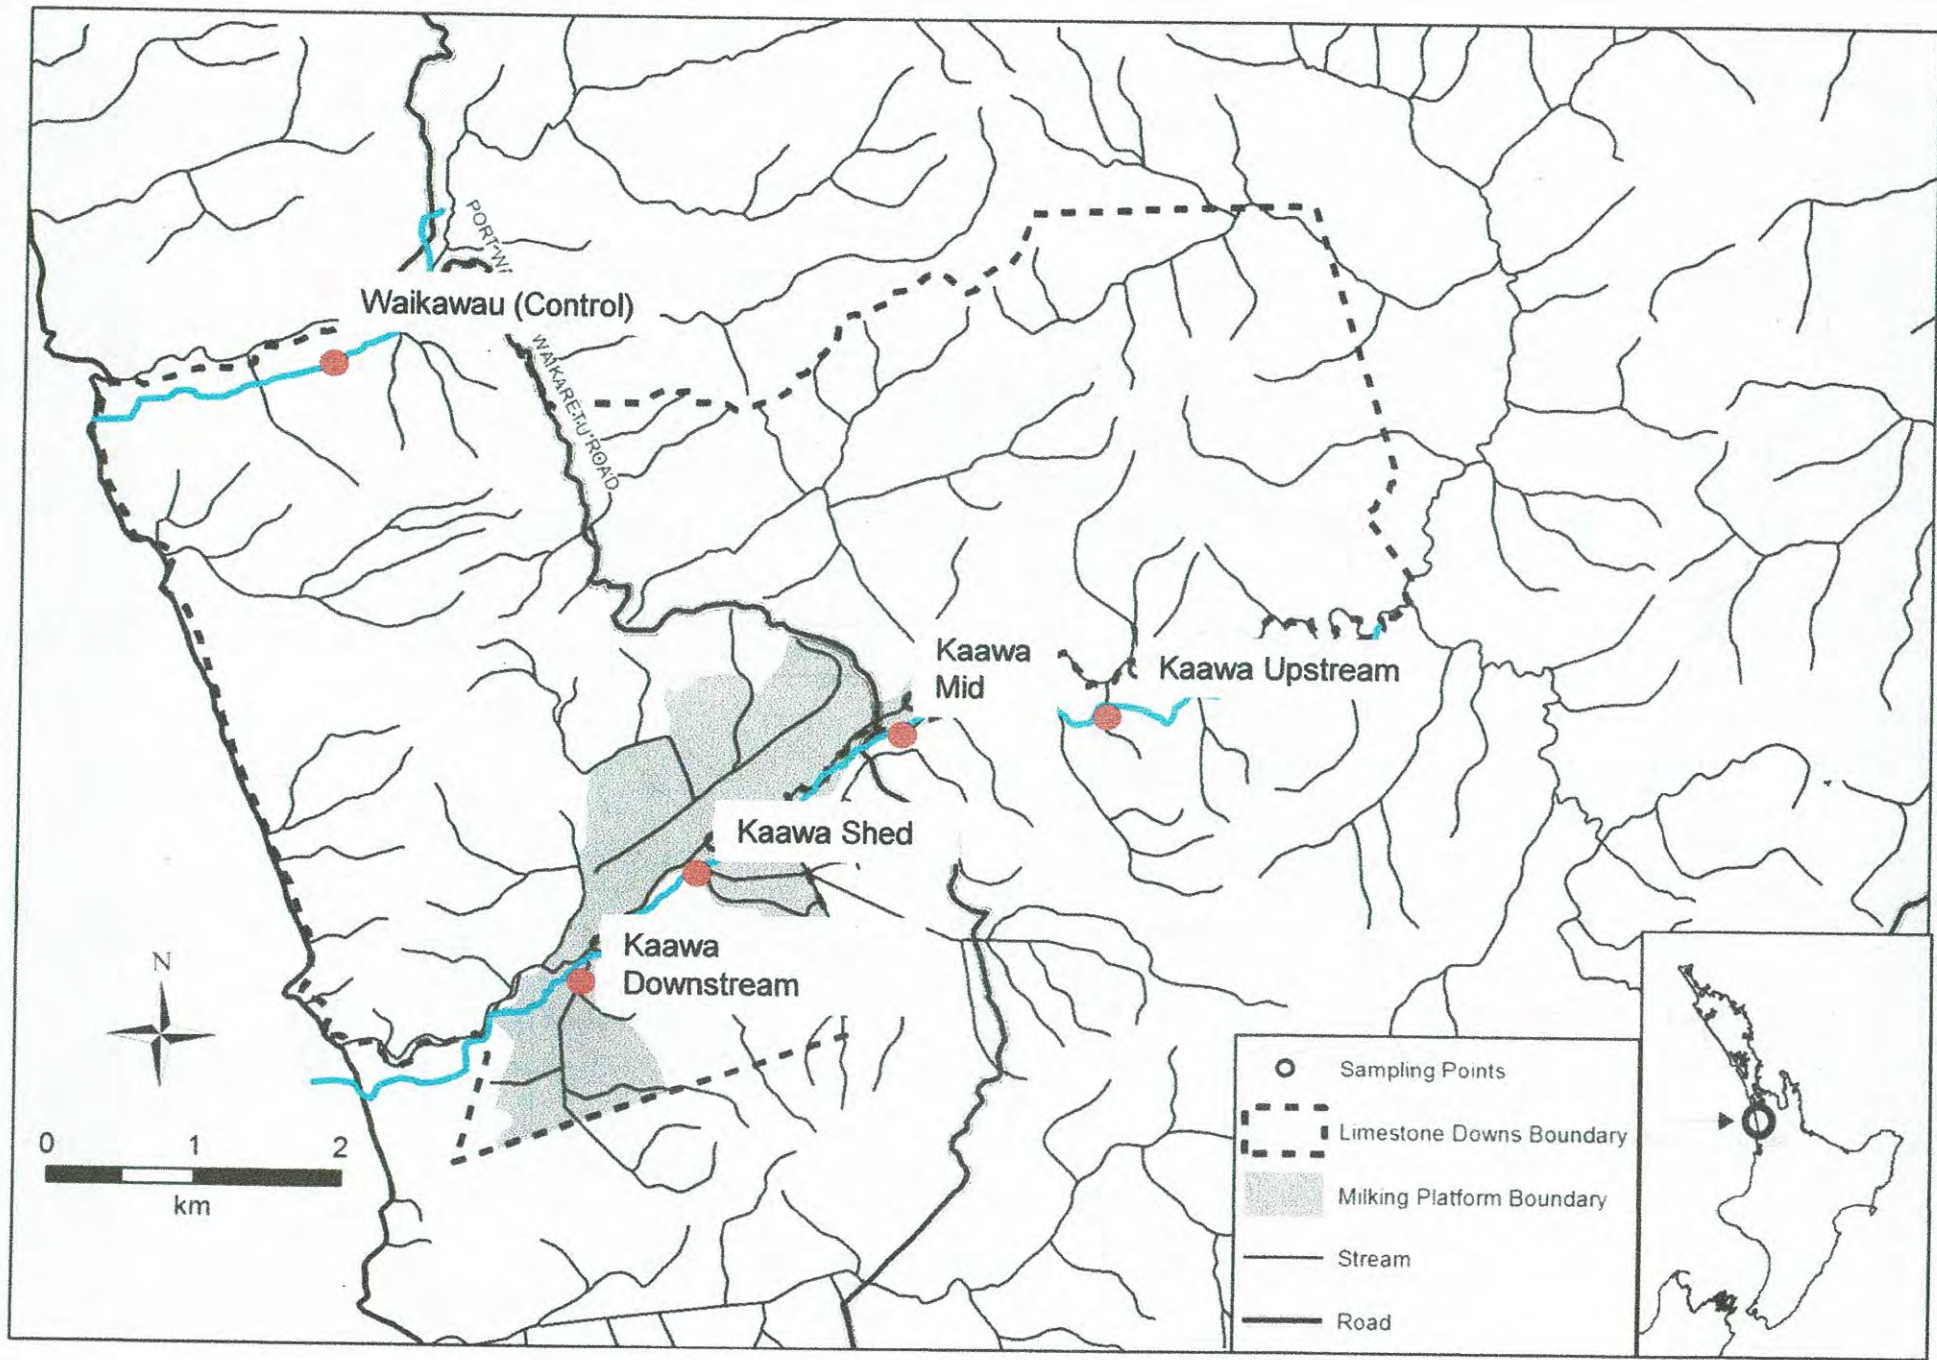 PORT-WA
Waikawau (Control)
WAIKARETU ROAD
Kaawa
Mid
Kaawa Upstream
Kaawa Shed
Kaawa
Downstream
N
0 1 2
km
Sampling Points
Limestone Downs Boundary
Milking Platform Boundary
Stream
Road